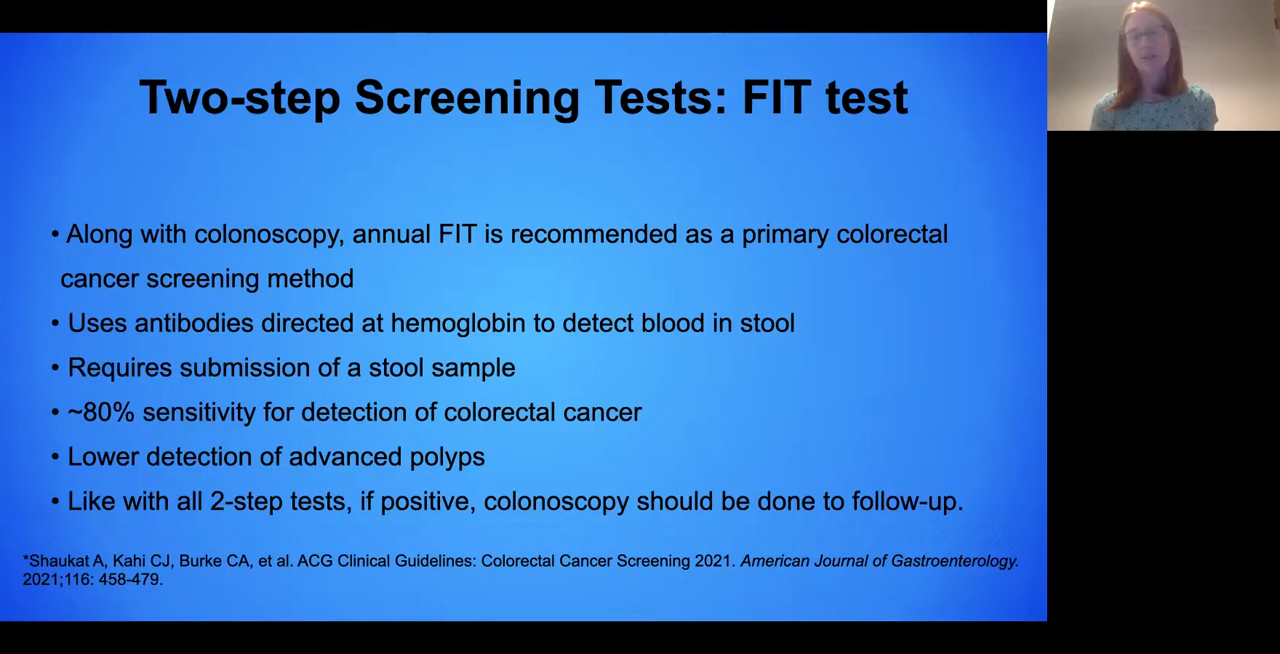 Two-step Screening Tests: FIT test
• Along with colonoscopy, annual FIT is recommended as a primary colorectal
cancer screening method
• Uses antibodies directed at hemoglobin to detect blood in stool
• Requires submission of a stool sample
• ~80% sensitivity for detection of colorectal cancer
• Lower detection of advanced polyps
• Like with all 2-step tests, if positive, colonoscopy should be done to follow-up.
*Shaukat A, Kahi CJ, Burke CA, et al. ACG Clinical Guidelines: Colorectal Cancer Screening 2021. American Journal of Gastroenterology.
2021;116: 458-479.